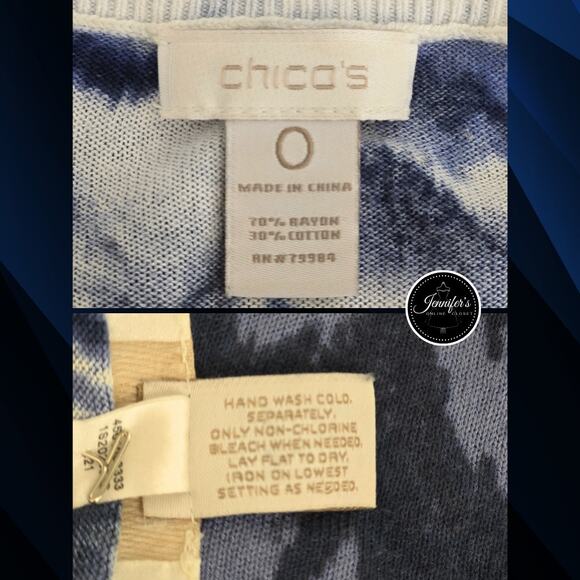 chico's
0
MADE IN CHINA
70% RAYON
30% COTTON
RN#79984
Jennifer's
ONLINE CLOSET
HAND WASH COLD,
SEPARATELY.
ONLY NON-CHLORINE
BLEACH WHEN NEEDED.
LAY FLAT TO DRY.
IRON ON LOWEST
SETTING AS NEEDED.